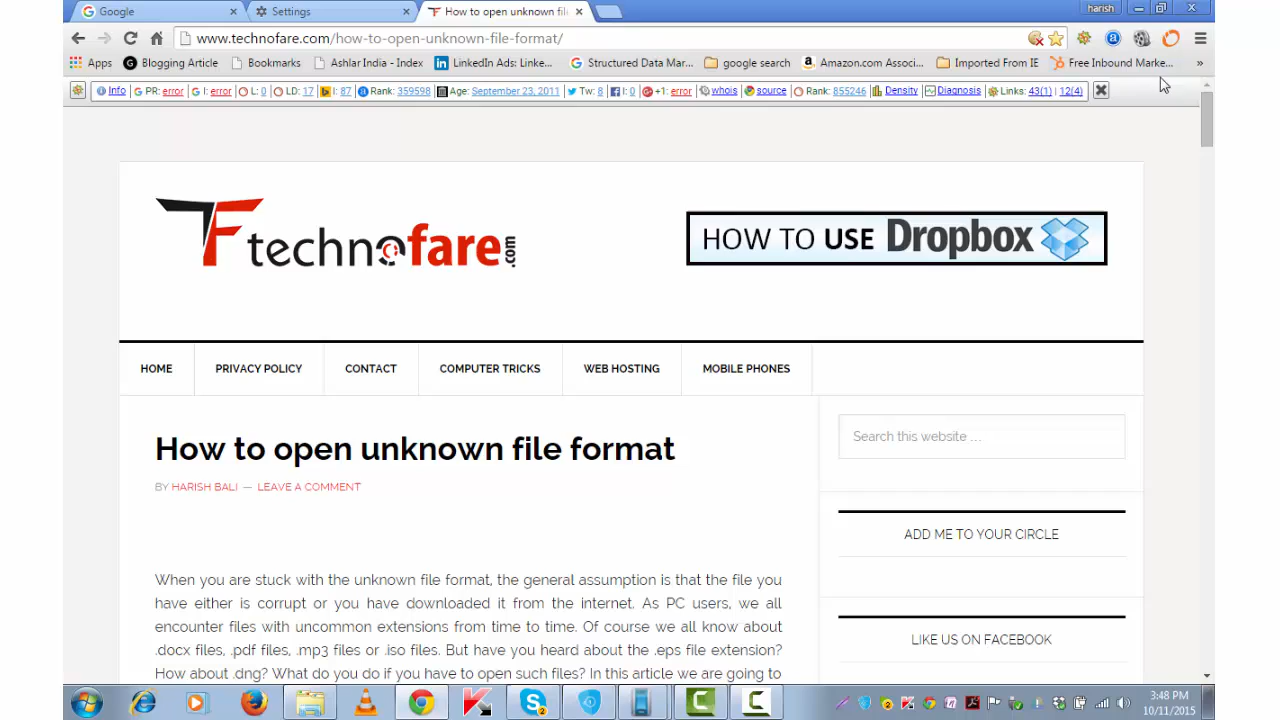 Google
Settings
How to open unknown fil
harish
www.technofare.com/how-to-open-unknown-file-format/
Apps
Blogging Article
Bookmarks
Ashlar India - Index
LinkedIn Ads: Linke...
Structured Data Mar...
google search
Amazon.com Associ...
Imported From IE
Free Inbound Marke...
»
Info
PR: error
I: error
L: 0
LD: 17
I: 87
Rank: 359598
Age: September 23, 2011
Tw: 8
I: 0
+1: error
whois
source
Rank: 855246
Density
Diagnosis
Links: 43(1) | 12(4)
TF technofare.com
HOW TO USE Dropbox
HOME
PRIVACY POLICY
CONTACT
COMPUTER TRICKS
WEB HOSTING
MOBILE PHONES
How to open unknown file format
BY HARISH BALI — LEAVE A COMMENT
Search this website …
ADD ME TO YOUR CIRCLE
When you are stuck with the unknown file format, the general assumption is that the file you
have either is corrupt or you have downloaded it from the internet. As PC users, we all
encounter files with uncommon extensions from time to time. Of course we all know about
.docx files, .pdf files, .mp3 files or .iso files. But have you heard about the .eps file extension?
How about .dng? What do you do if you have to open such files? In this article we are going to
LIKE US ON FACEBOOK
3:48 PM
10/11/2015